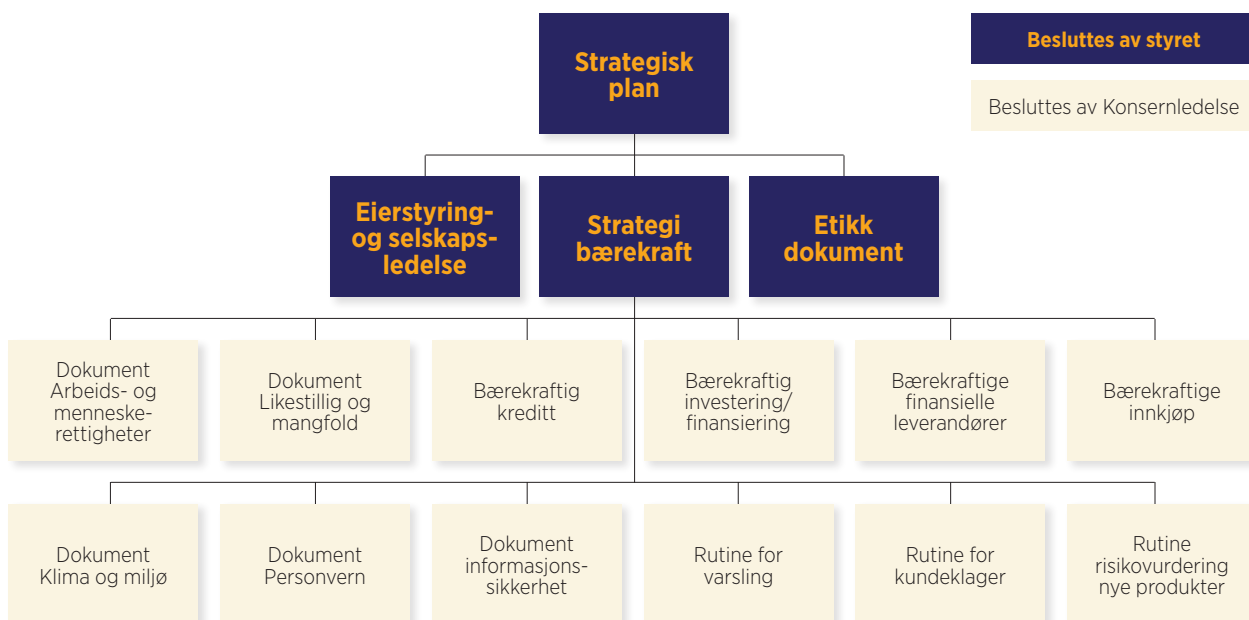 Strategisk
plan
Besluttes av styret
Besluttes av Konsernledelse
Eierstyring-
og selskaps-
ledelse
Strategi
bærekraft
Etikk
dokument
Dokument
Arbeids- og
menneske-
rettigheter
Dokument
Likestillig og
mangfold
Bærekraftig
kreditt
Bærekraftig
investering/
finansiering
Bærekraftige
finansielle
leverandører
Bærekraftige
innkjøp
Dokument
Klima og miljø
Dokument
Personvern
Dokument
informasjons-
sikkerhet
Rutine for
varsling
Rutine for
kundeklager
Rutine
risikovurdering
nye produkter